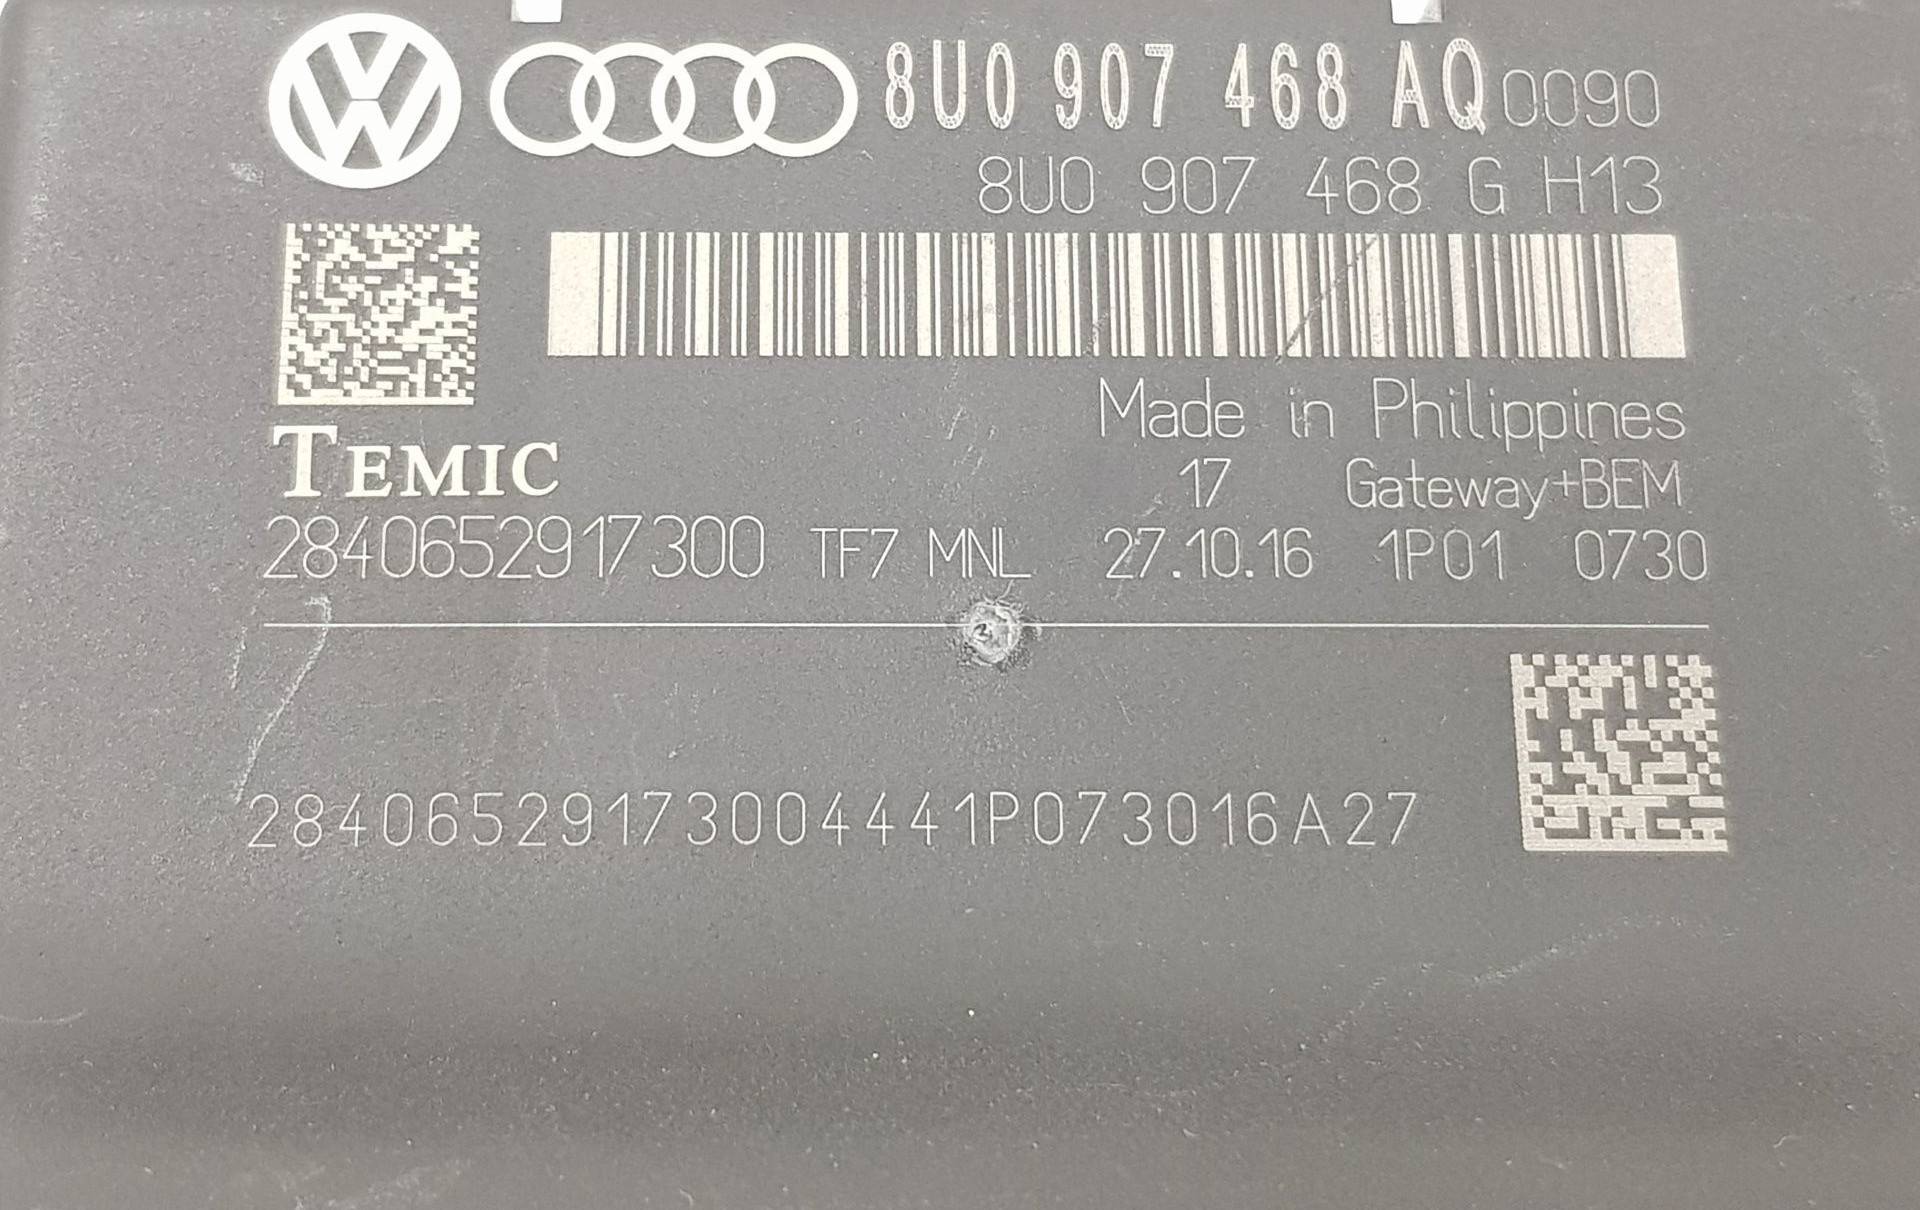 8U0 907 468 AQ 0090
8U0 907 468 G H13
Made in Philippines
TEMIC
17 Gateway+BEM
2840652917300 TF7 MNL 27.10.16 1P01 0730
28406529173004441P073016A27